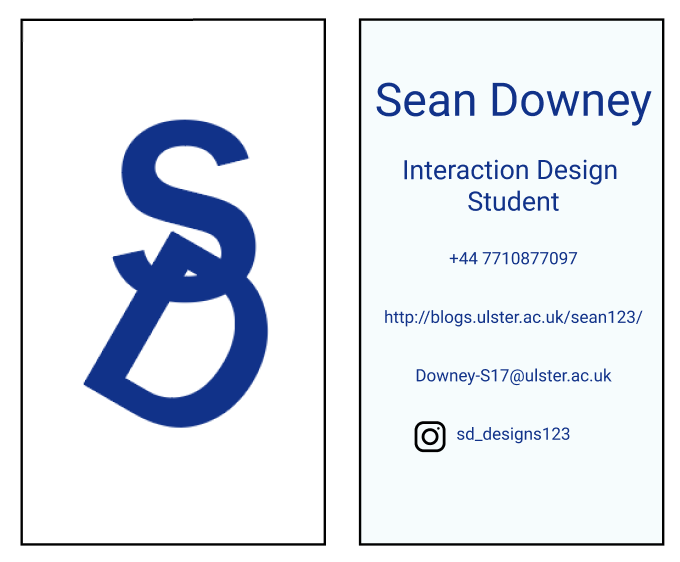 SD
Sean Downey
Interaction Design
Student
+44 7710877097
http://blogs.ulster.ac.uk/sean123/
Downey-S17@ulster.ac.uk
sd_designs123